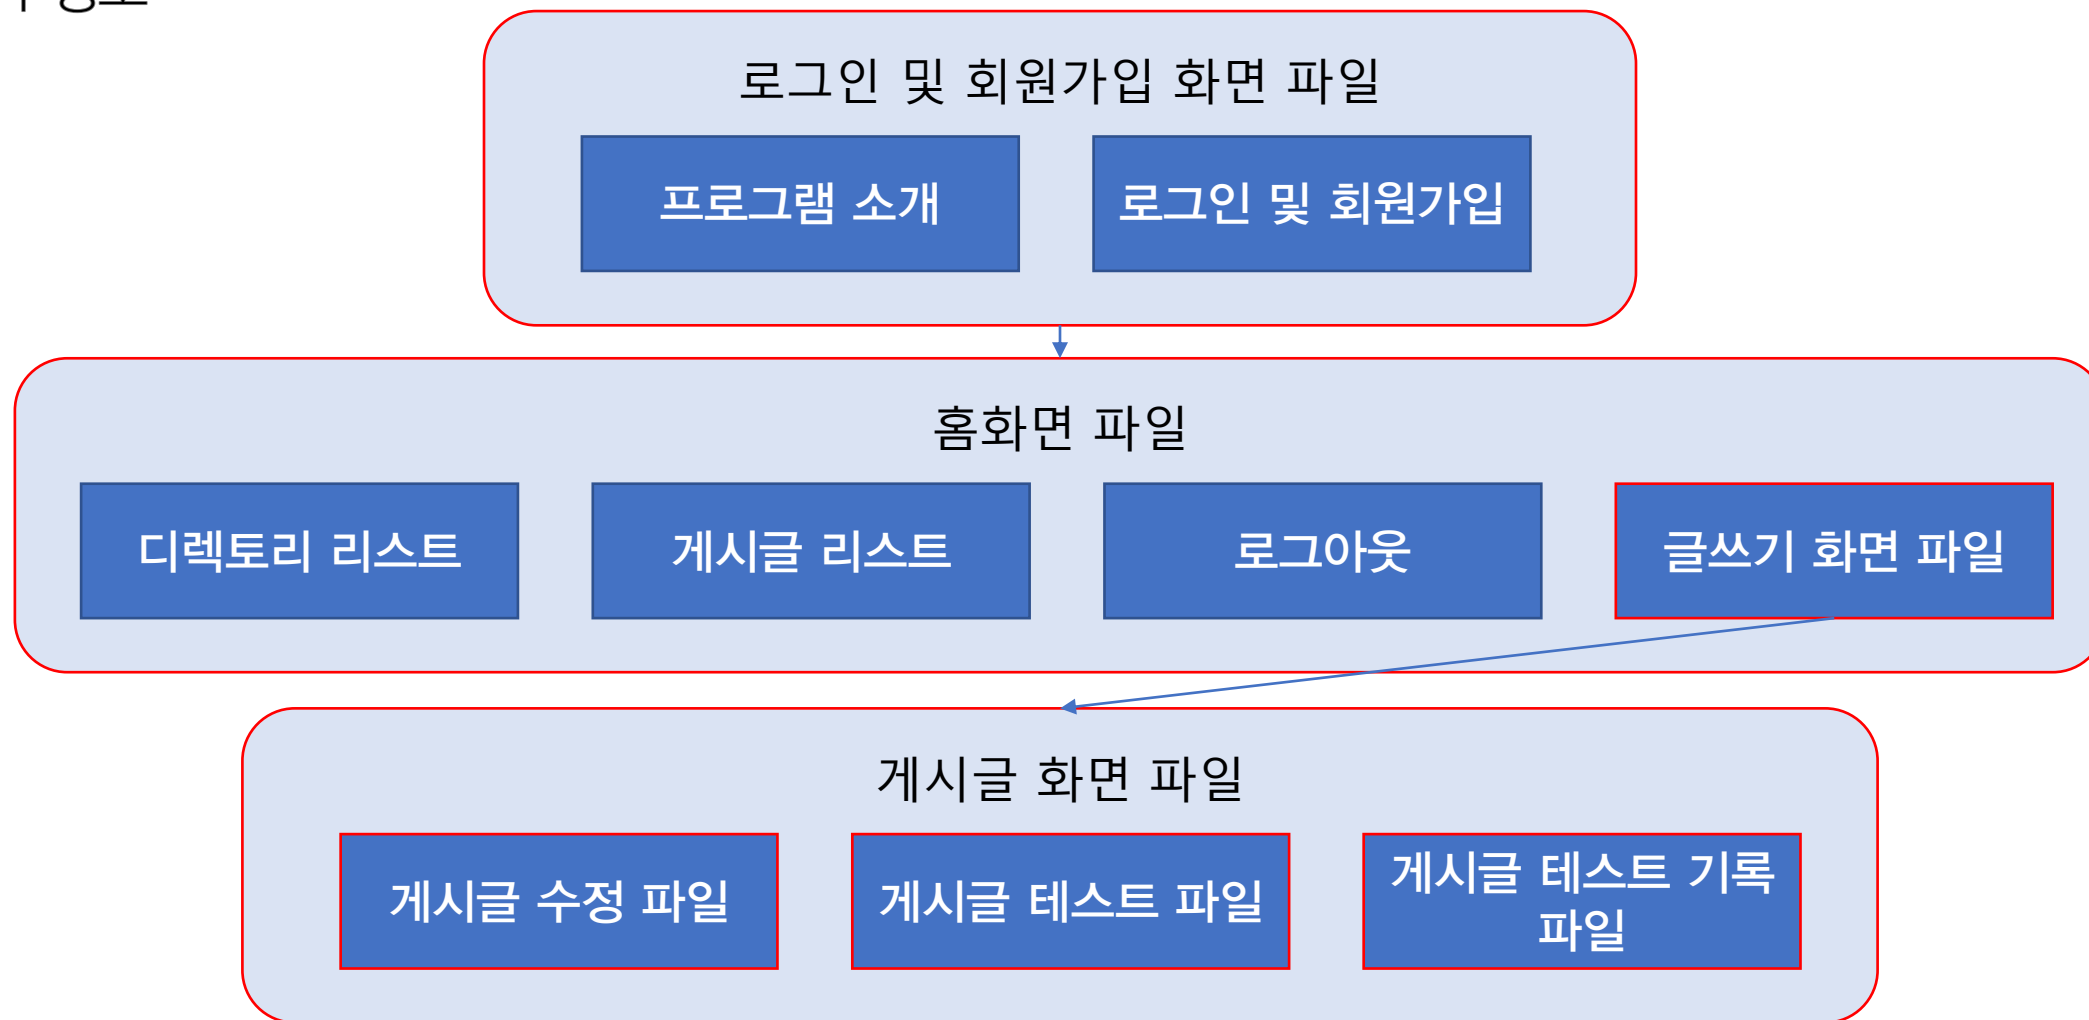 로그인 및 회원가입 화면 파일
프로그램 소개
로그인 및 회원가입
홈화면 파일
디렉토리 리스트
게시글 리스트
로그아웃
글쓰기 화면 파일
게시글 화면 파일
게시글 수정 파일
게시글 테스트 파일
게시글 테스트 기록
파일